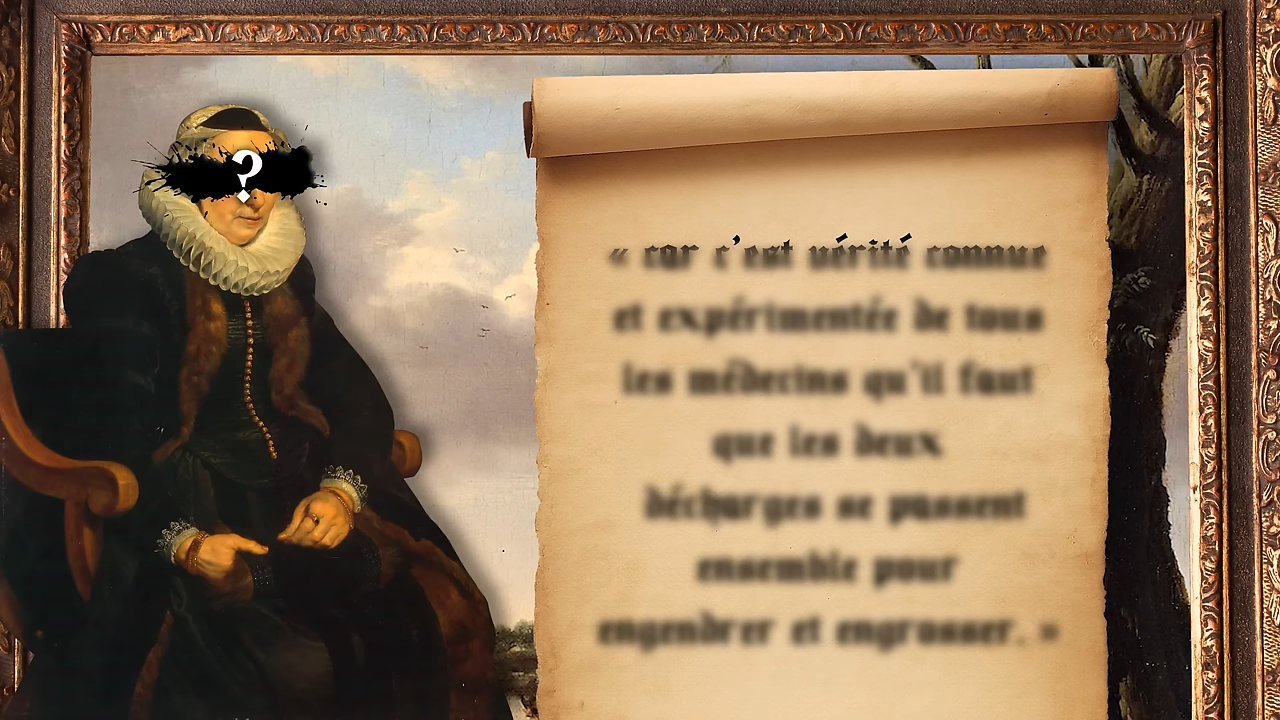 ?
« car c'est vérité connue
et expérimentée de tous
les médecins qu'il faut
que les deux
décharges se passent
ensemble pour
engendrer et engrosser. »